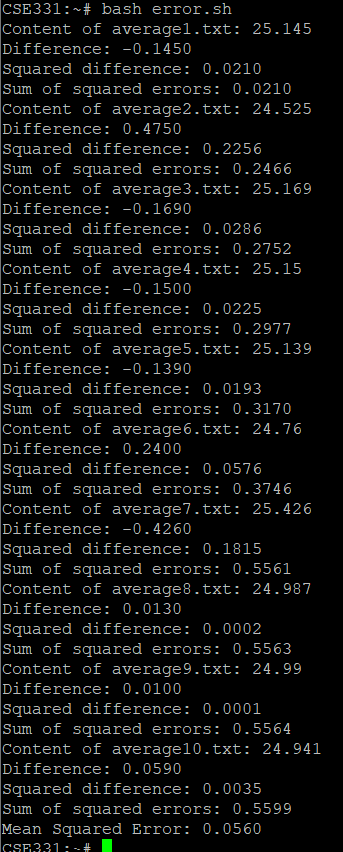 CSE331:~# bash error.sh
Content of average1.txt: 25.145
Difference: -0.1450
Squared difference: 0.0210
Sum of squared errors: 0.0210
Content of average2.txt: 24.525
Difference: 0.4750
Squared difference: 0.2256
Sum of squared errors: 0.2466
Content of average3.txt: 25.169
Difference: -0.1690
Squared difference: 0.0286
Sum of squared errors: 0.2752
Content of average4.txt: 25.15
Difference: -0.1500
Squared difference: 0.0225
Sum of squared errors: 0.2977
Content of average5.txt: 25.139
Difference: -0.1390
Squared difference: 0.0193
Sum of squared errors: 0.3170
Content of average6.txt: 24.76
Difference: 0.2400
Squared difference: 0.0576
Sum of squared errors: 0.3746
Content of average7.txt: 25.426
Difference: -0.4260
Squared difference: 0.1815
Sum of squared errors: 0.5561
Content of average8.txt: 24.987
Difference: 0.0130
Squared difference: 0.0002
Sum of squared errors: 0.5563
Content of average9.txt: 24.99
Difference: 0.0100
Squared difference: 0.0001
Sum of squared errors: 0.5564
Content of average10.txt: 24.941
Difference: 0.0590
Squared difference: 0.0035
Sum of squared errors: 0.5599
Mean Squared Error: 0.0560
CSE331:~#